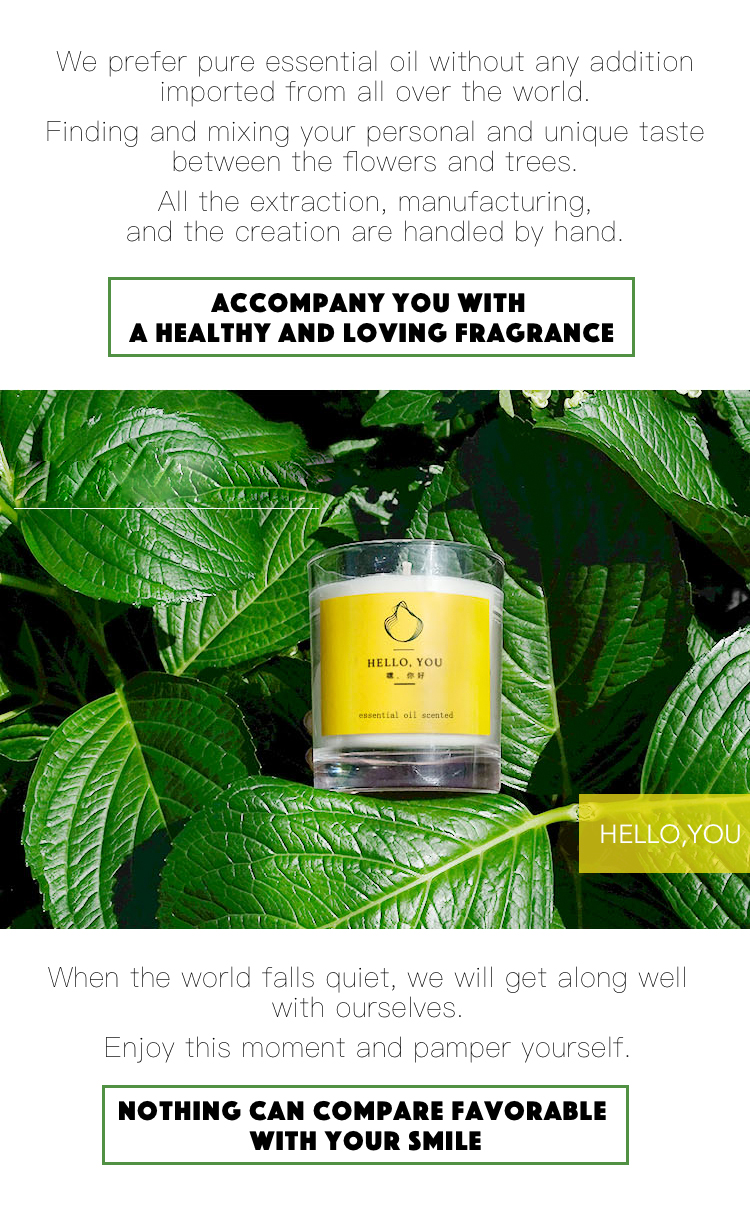 We prefer pure essential oil without any addition
imported from all over the world.
Finding and mixing your personal and unique taste
between the flowers and trees.
All the extraction, manufacturing,
and the creation are handled by hand.
ACCOMPANY YOU WITH
A HEALTHY AND LOVING FRAGRANCE
HELLO, YOU
嘿，你好
essential oil scented
HELLO,YOU
When the world falls quiet, we will get along well
with ourselves.
Enjoy this moment and pamper yourself.
NOTHING CAN COMPARE FAVORABLE
WITH YOUR SMILE